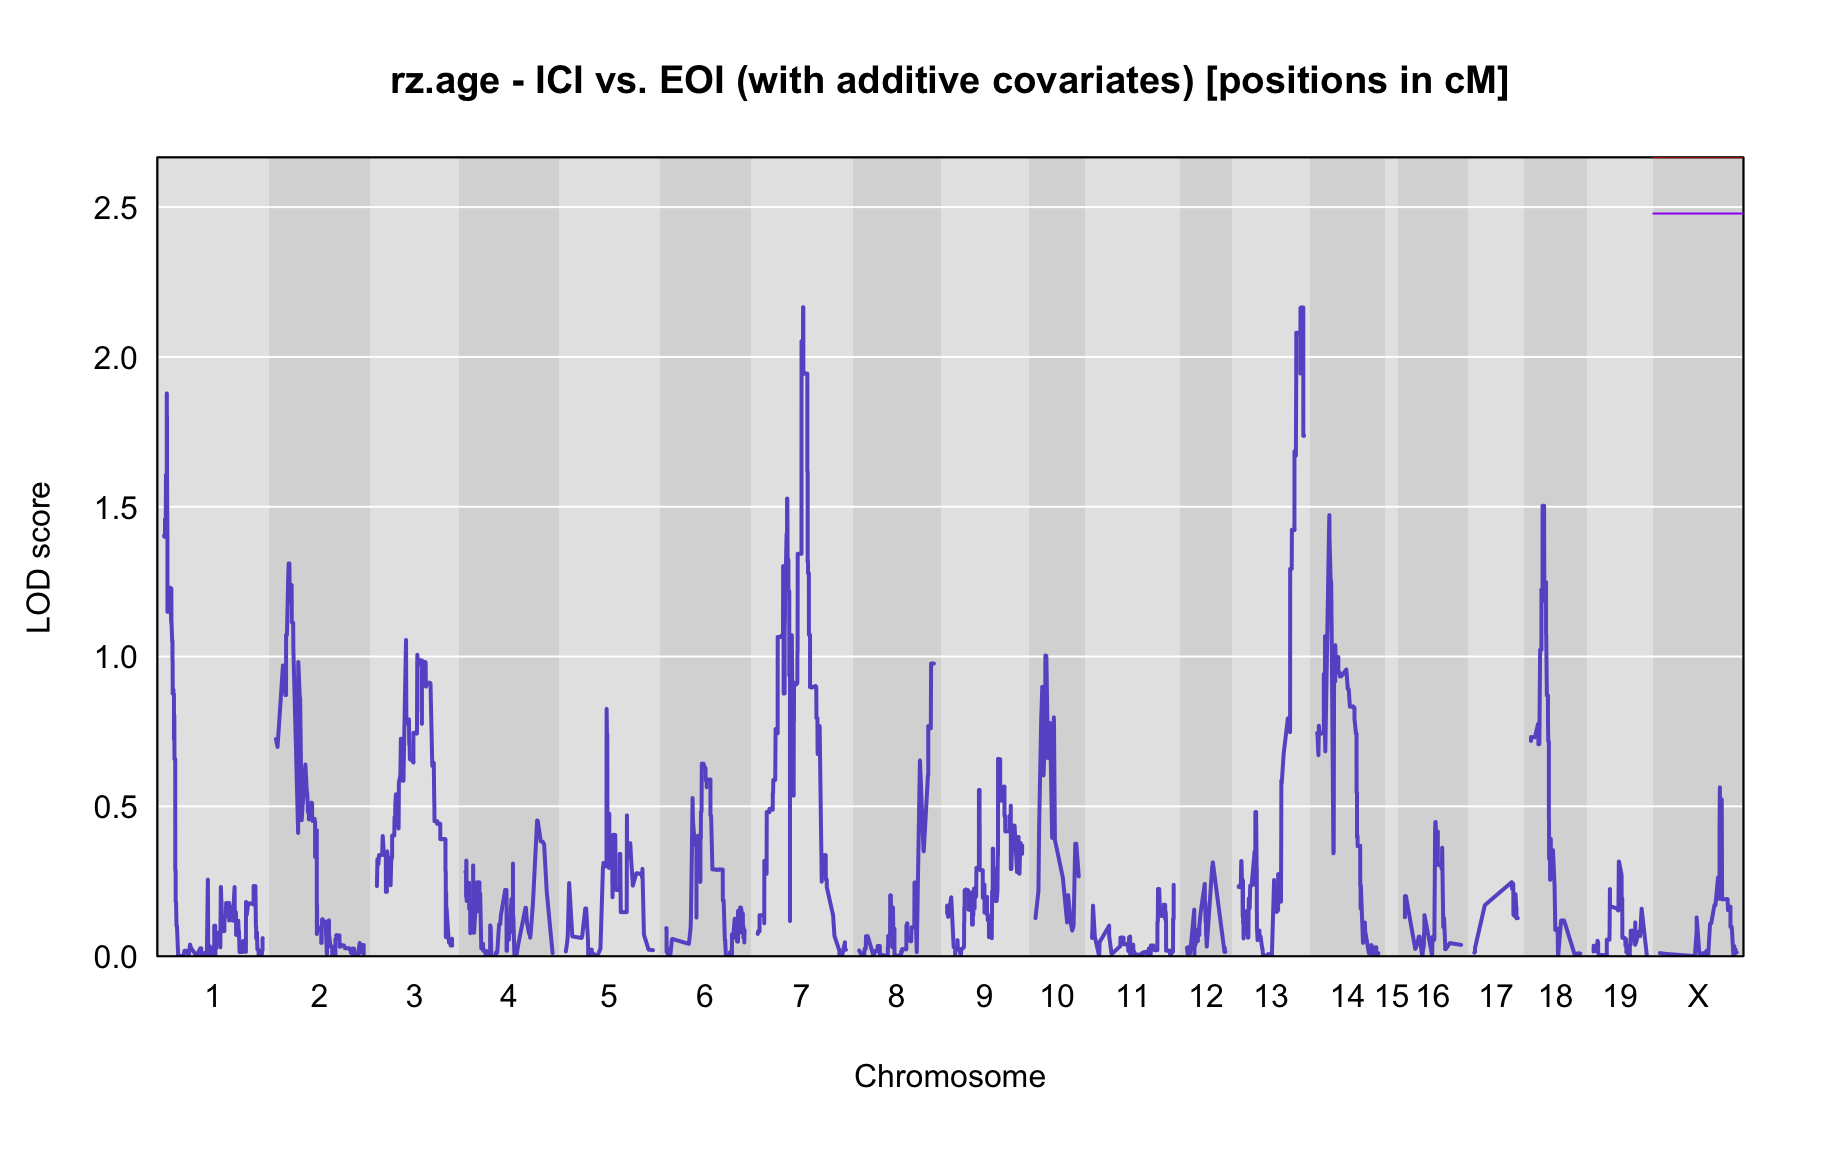 rz.age - ICI vs. EOI (with additive covariates) [positions in cM]
2.5
2.0
1.5
1.0
0.5
0.0
LOD score
1 2 3 4 5 6 7 8 9 10 11 12 13 14 15 16 17 18 19 X
Chromosome